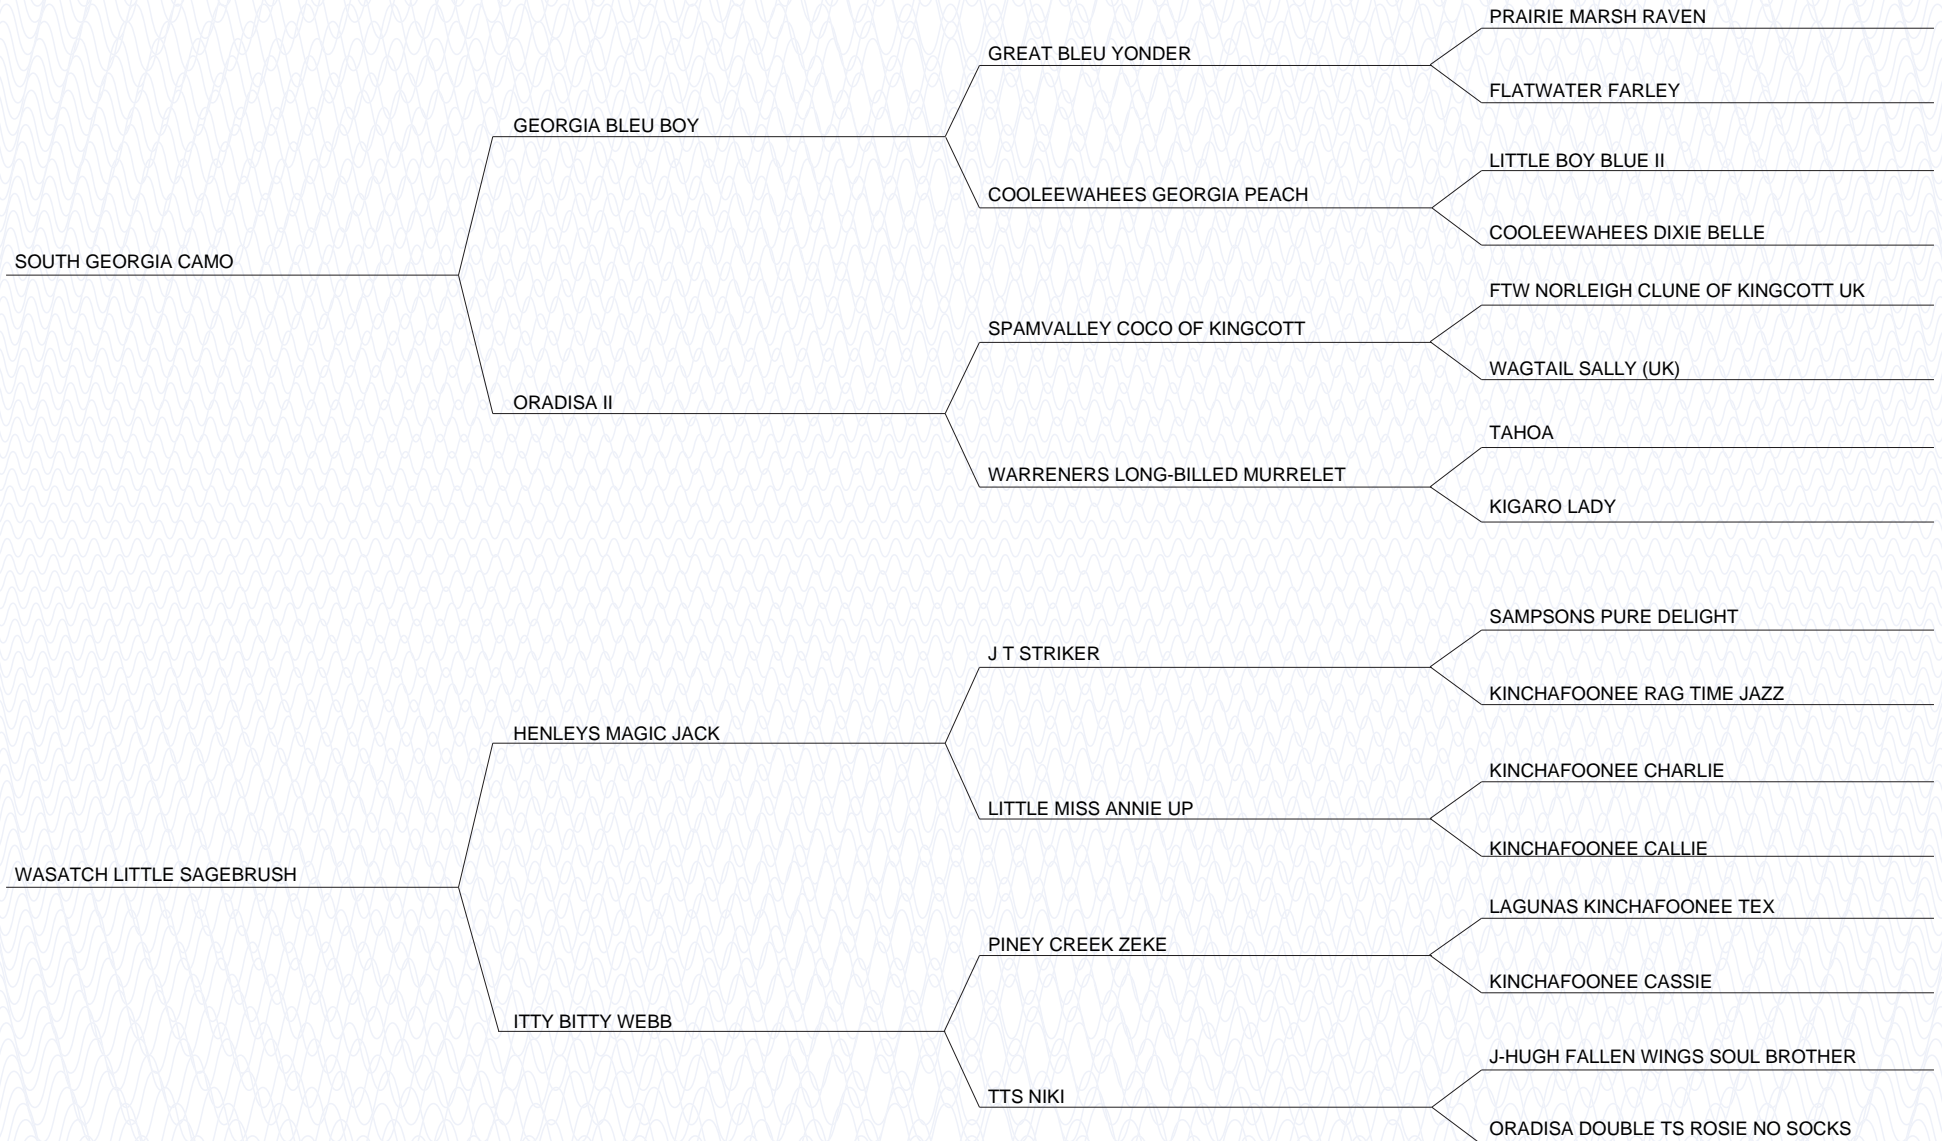 PRAIRIE MARSH RAVEN
GREAT BLEU YONDER
FLATWATER FARLEY
GEORGIA BLEU BOY
LITTLE BOY BLUE II
COOLEEWAHEES GEORGIA PEACH
COOLEEWAHEES DIXIE BELLE
SOUTH GEORGIA CAMO
FTW NORLEIGH CLUNE OF KINGCOTT UK
SPAMVALLEY COCO OF KINGCOTT
WAGTAIL SALLY (UK)
ORADISA II
TAHOA
WARRENERS LONG-BILLED MURRELET
KIGARO LADY
SAMPSONS PURE DELIGHT
J T STRIKER
KINCHAFOONEE RAG TIME JAZZ
HENLEYS MAGIC JACK
KINCHAFOONEE CHARLIE
LITTLE MISS ANNIE UP
KINCHAFOONEE CALLIE
WASATCH LITTLE SAGEBRUSH
LAGUNAS KINCHAFOONEE TEX
PINEY CREEK ZEKE
KINCHAFOONEE CASSIE
ITTY BITTY WEBB
J-HUGH FALLEN WINGS SOUL BROTHER
TTS NIKI
ORADISA DOUBLE TS ROSIE NO SOCKS